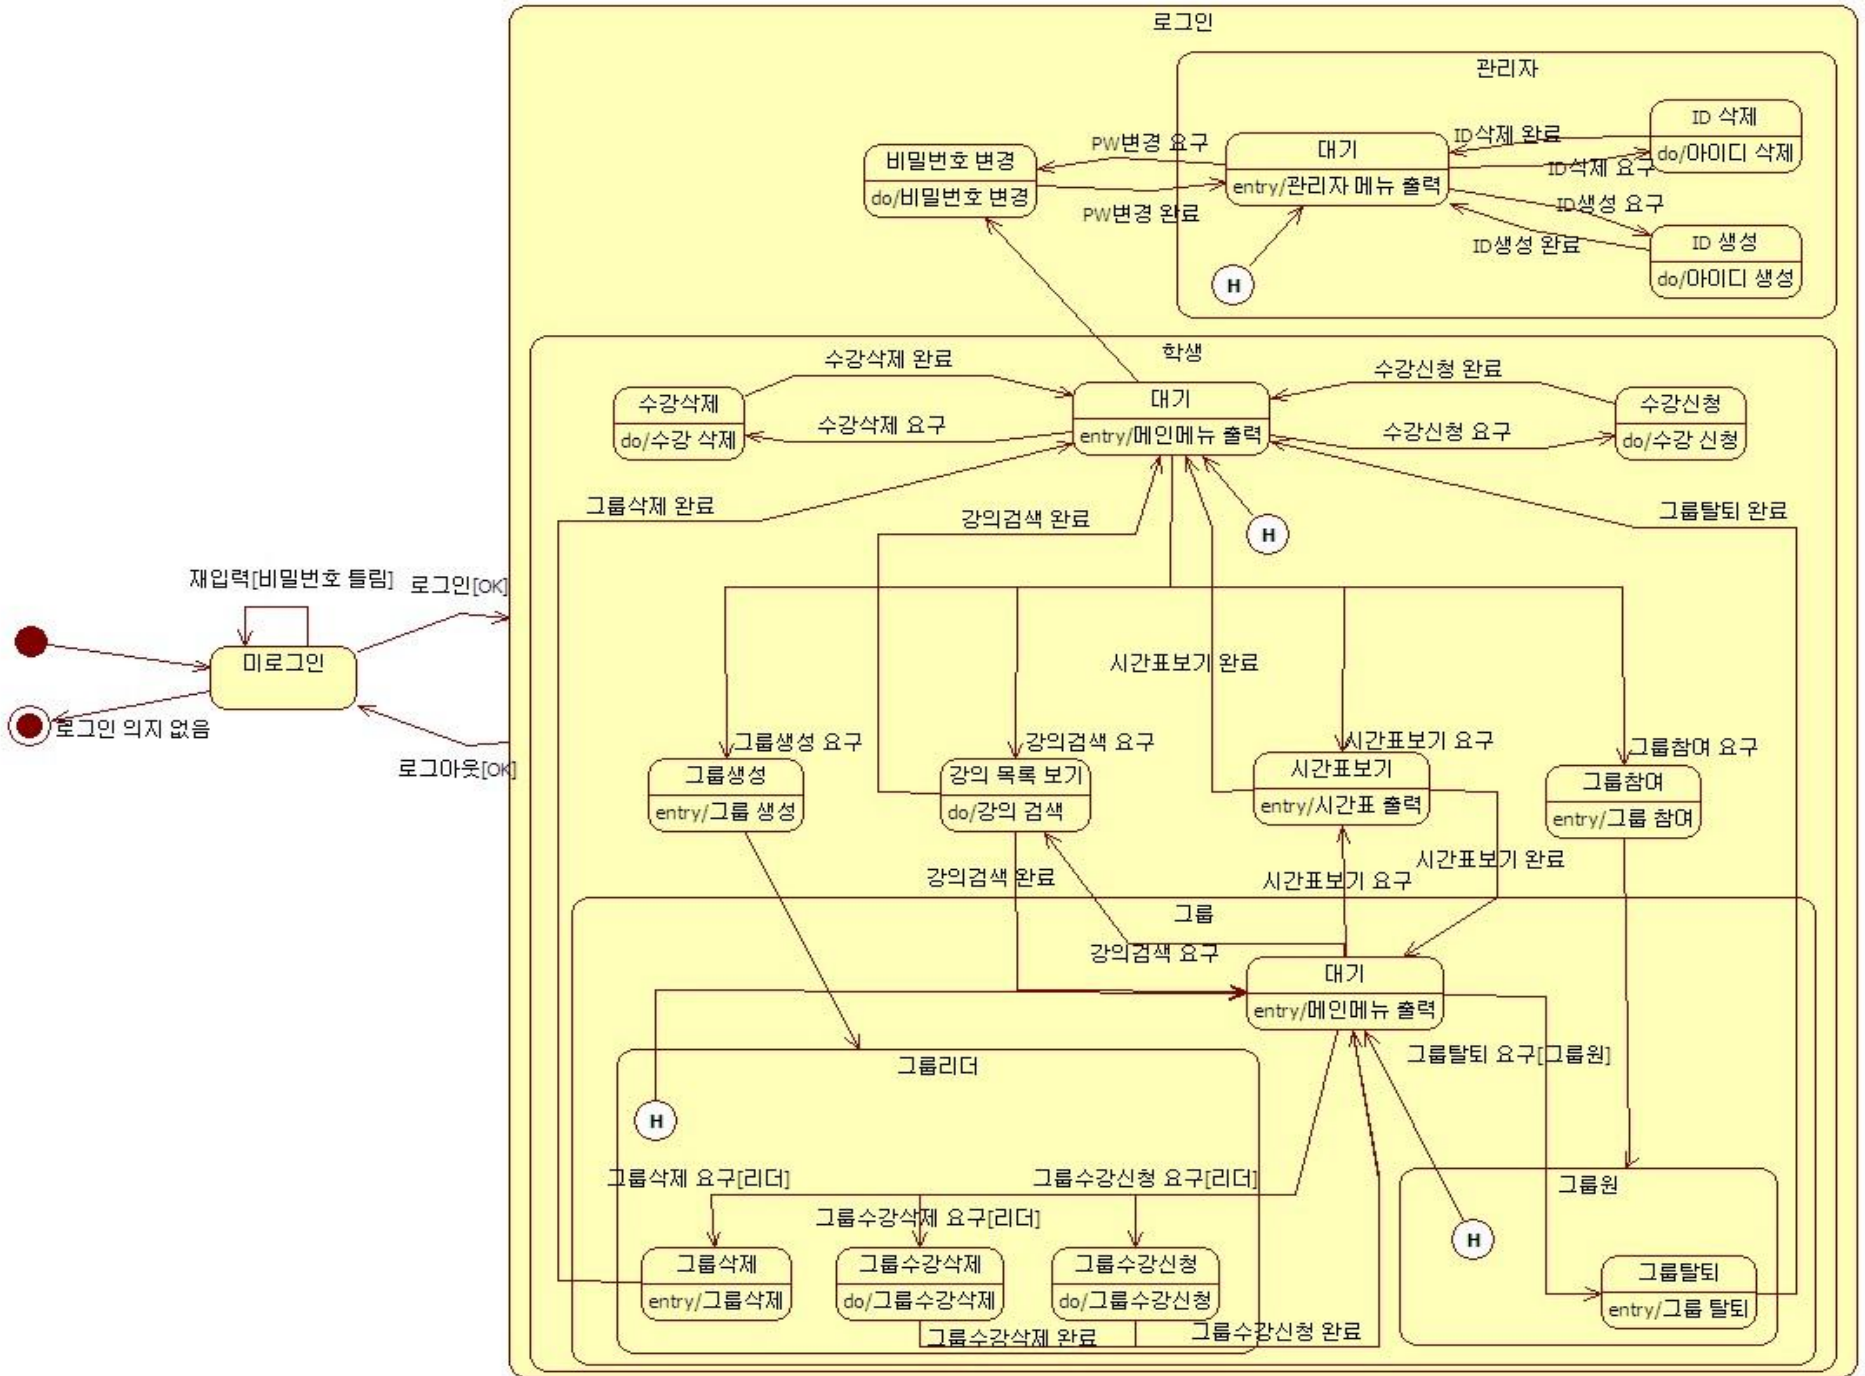 로그인
관리자
ID 삭제
do/아이디 삭제
ID삭제 완료
ID삭제 요구
대기
entry/관리자 메뉴 출력
PW변경 요구
비밀번호 변경
do/비밀번호 변경
PW변경 완료
ID생성 요구
ID생성 완료
ID 생성
do/아이디 생성
H
학생
수강삭제 완료
수강신청 완료
수강삭제
do/수강 삭제
수강삭제 요구
대기
entry/메인메뉴 출력
수강신청 요구
수강신청
do/수강 신청
그룹삭제 완료
강의검색 완료
H
그룹탈퇴 완료
재입력[비밀번호 틀림]
로그인[OK]
미로그인
로그인 의지 없음
로그아웃[OK]
시간표보기 완료
그룹생성 요구
강의검색 요구
시간표보기 요구
그룹참여 요구
그룹생성
entry/그룹 생성
강의 목록 보기
do/강의 검색
시간표보기
entry/시간표 출력
그룹참여
entry/그룹 참여
강의검색 완료
시간표보기 요구
시간표보기 완료
그룹
강의검색 요구
대기
entry/메인메뉴 출력
그룹탈퇴 요구[그룹원]
그룹리더
H
그룹삭제 요구[리더]
그룹수강신청 요구[리더]
그룹수강삭제 요구[리더]
그룹원
H
그룹삭제
entry/그룹삭제
그룹수강삭제
do/그룹수강삭제
그룹수강신청
do/그룹수강신청
그룹탈퇴
entry/그룹 탈퇴
그룹수강삭제 완료
그룹수강신청 완료